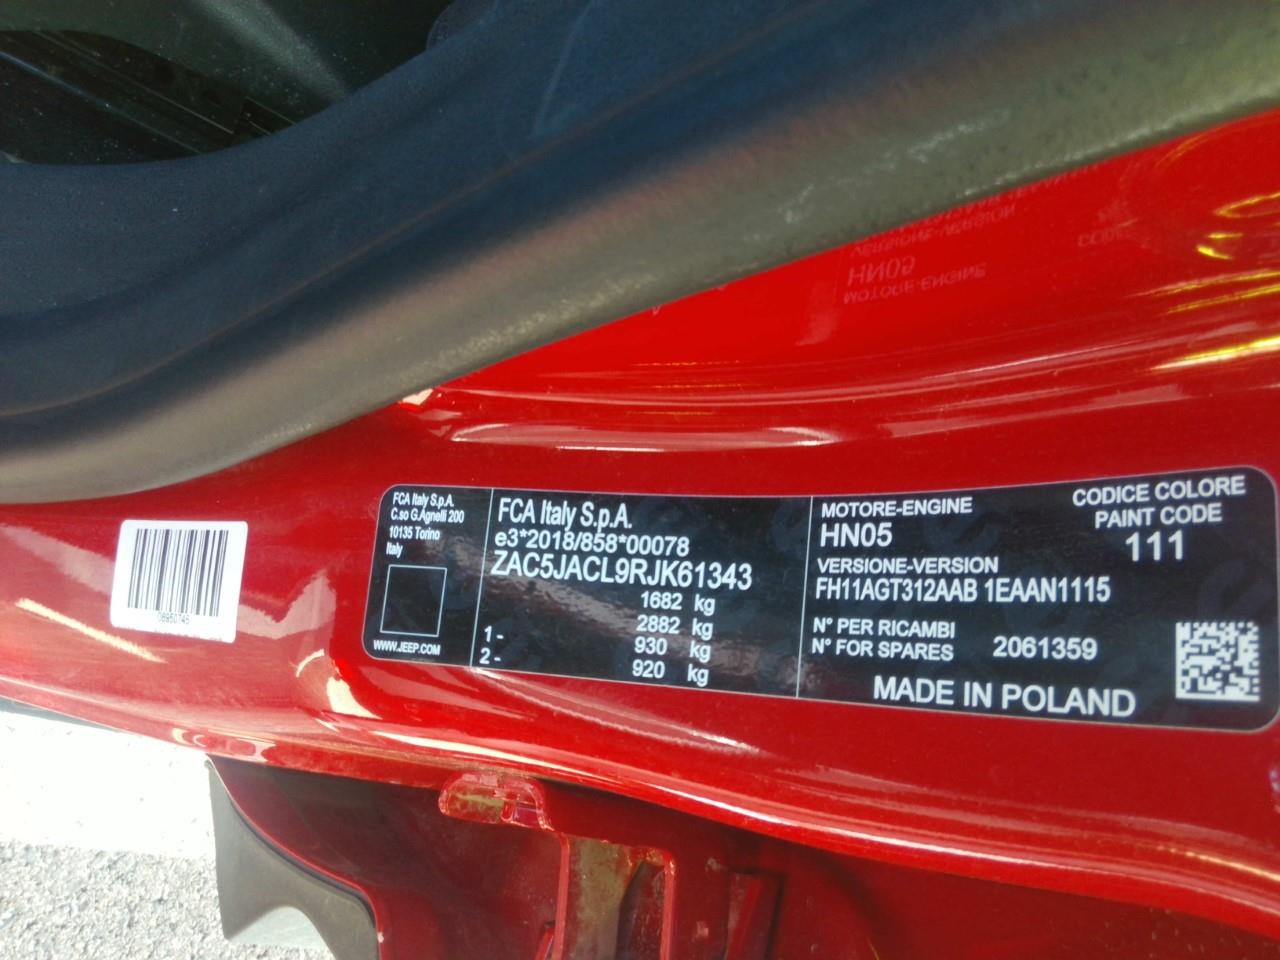 FCA Italy S.p.A.
C.so G.Agnelli 200
10135 Torino
Italy
WWW.JEEP.COM
FCA Italy S.p.A.
e3*2018/858*00078
ZAC5JACL9RJK61343
1682 kg
2882 kg
1 - 930 kg
2 - 920 kg
MOTORE-ENGINE
HN05
VERSIONE-VERSION
FH11AGT312AAB 1EAAN1115
N° PER RICAMBI
N° FOR SPARES 2061359
MADE IN POLAND
CODICE COLORE
PAINT CODE
111